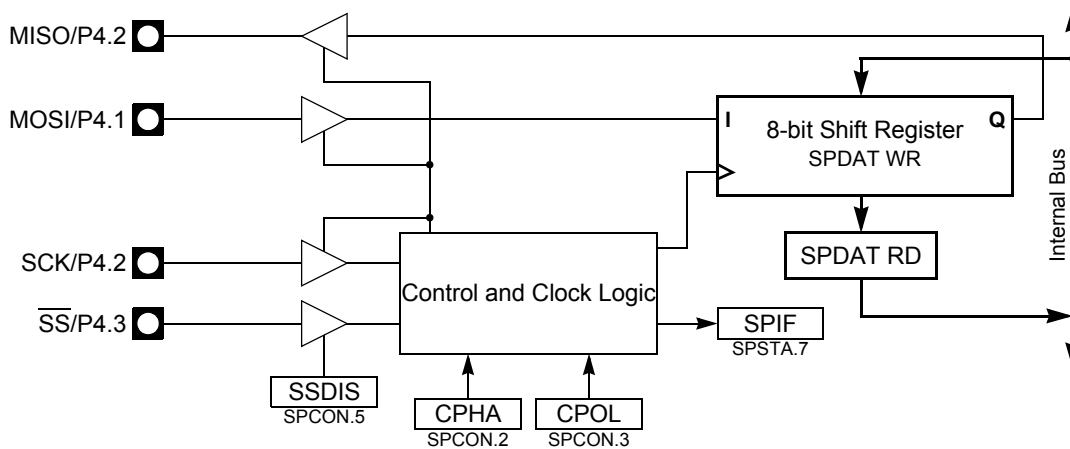 MISO/P4.2
MOSI/P4.1
I
8-bit Shift Register
Q
SPDAT WR
Internal Bus
SCK/P4.2
SPDAT RD
Control and Clock Logic
SS/P4.3
SPIF
SPSTA.7
SSDIS
SPCON.5
CPHA
SPCON.2
CPOL
SPCON.3